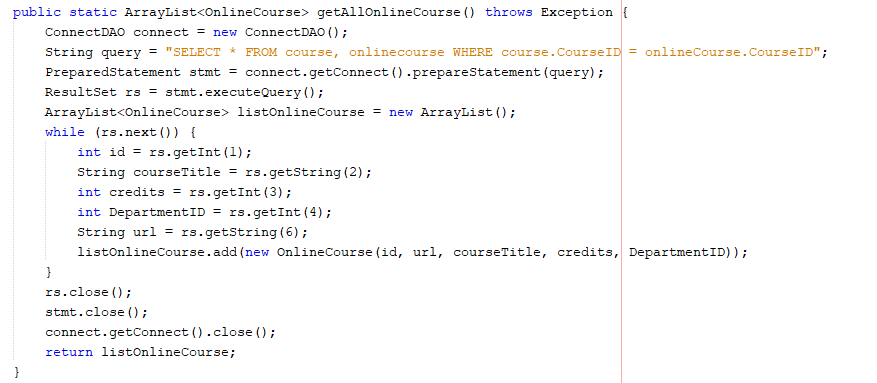 public static ArrayList<OnlineCourse> getAllOnlineCourse() throws Exception {
    ConnectDAO connect = new ConnectDAO();
    String query = "SELECT * FROM course, onlinecourse WHERE course.CourseID = onlineCourse.CourseID";
    PreparedStatement stmt = connect.getConnect().prepareStatement(query);
    ResultSet rs = stmt.executeQuery();
    ArrayList<OnlineCourse> listOnlineCourse = new ArrayList();
    while (rs.next()) {
        int id = rs.getInt(1);
        String courseTitle = rs.getString(2);
        int credits = rs.getInt(3);
        int DepartmentID = rs.getInt(4);
        String url = rs.getString(6);
        listOnlineCourse.add(new OnlineCourse(id, url, courseTitle, credits, DepartmentID));
    }
    rs.close();
    stmt.close();
    connect.getConnect().close();
    return listOnlineCourse;
}